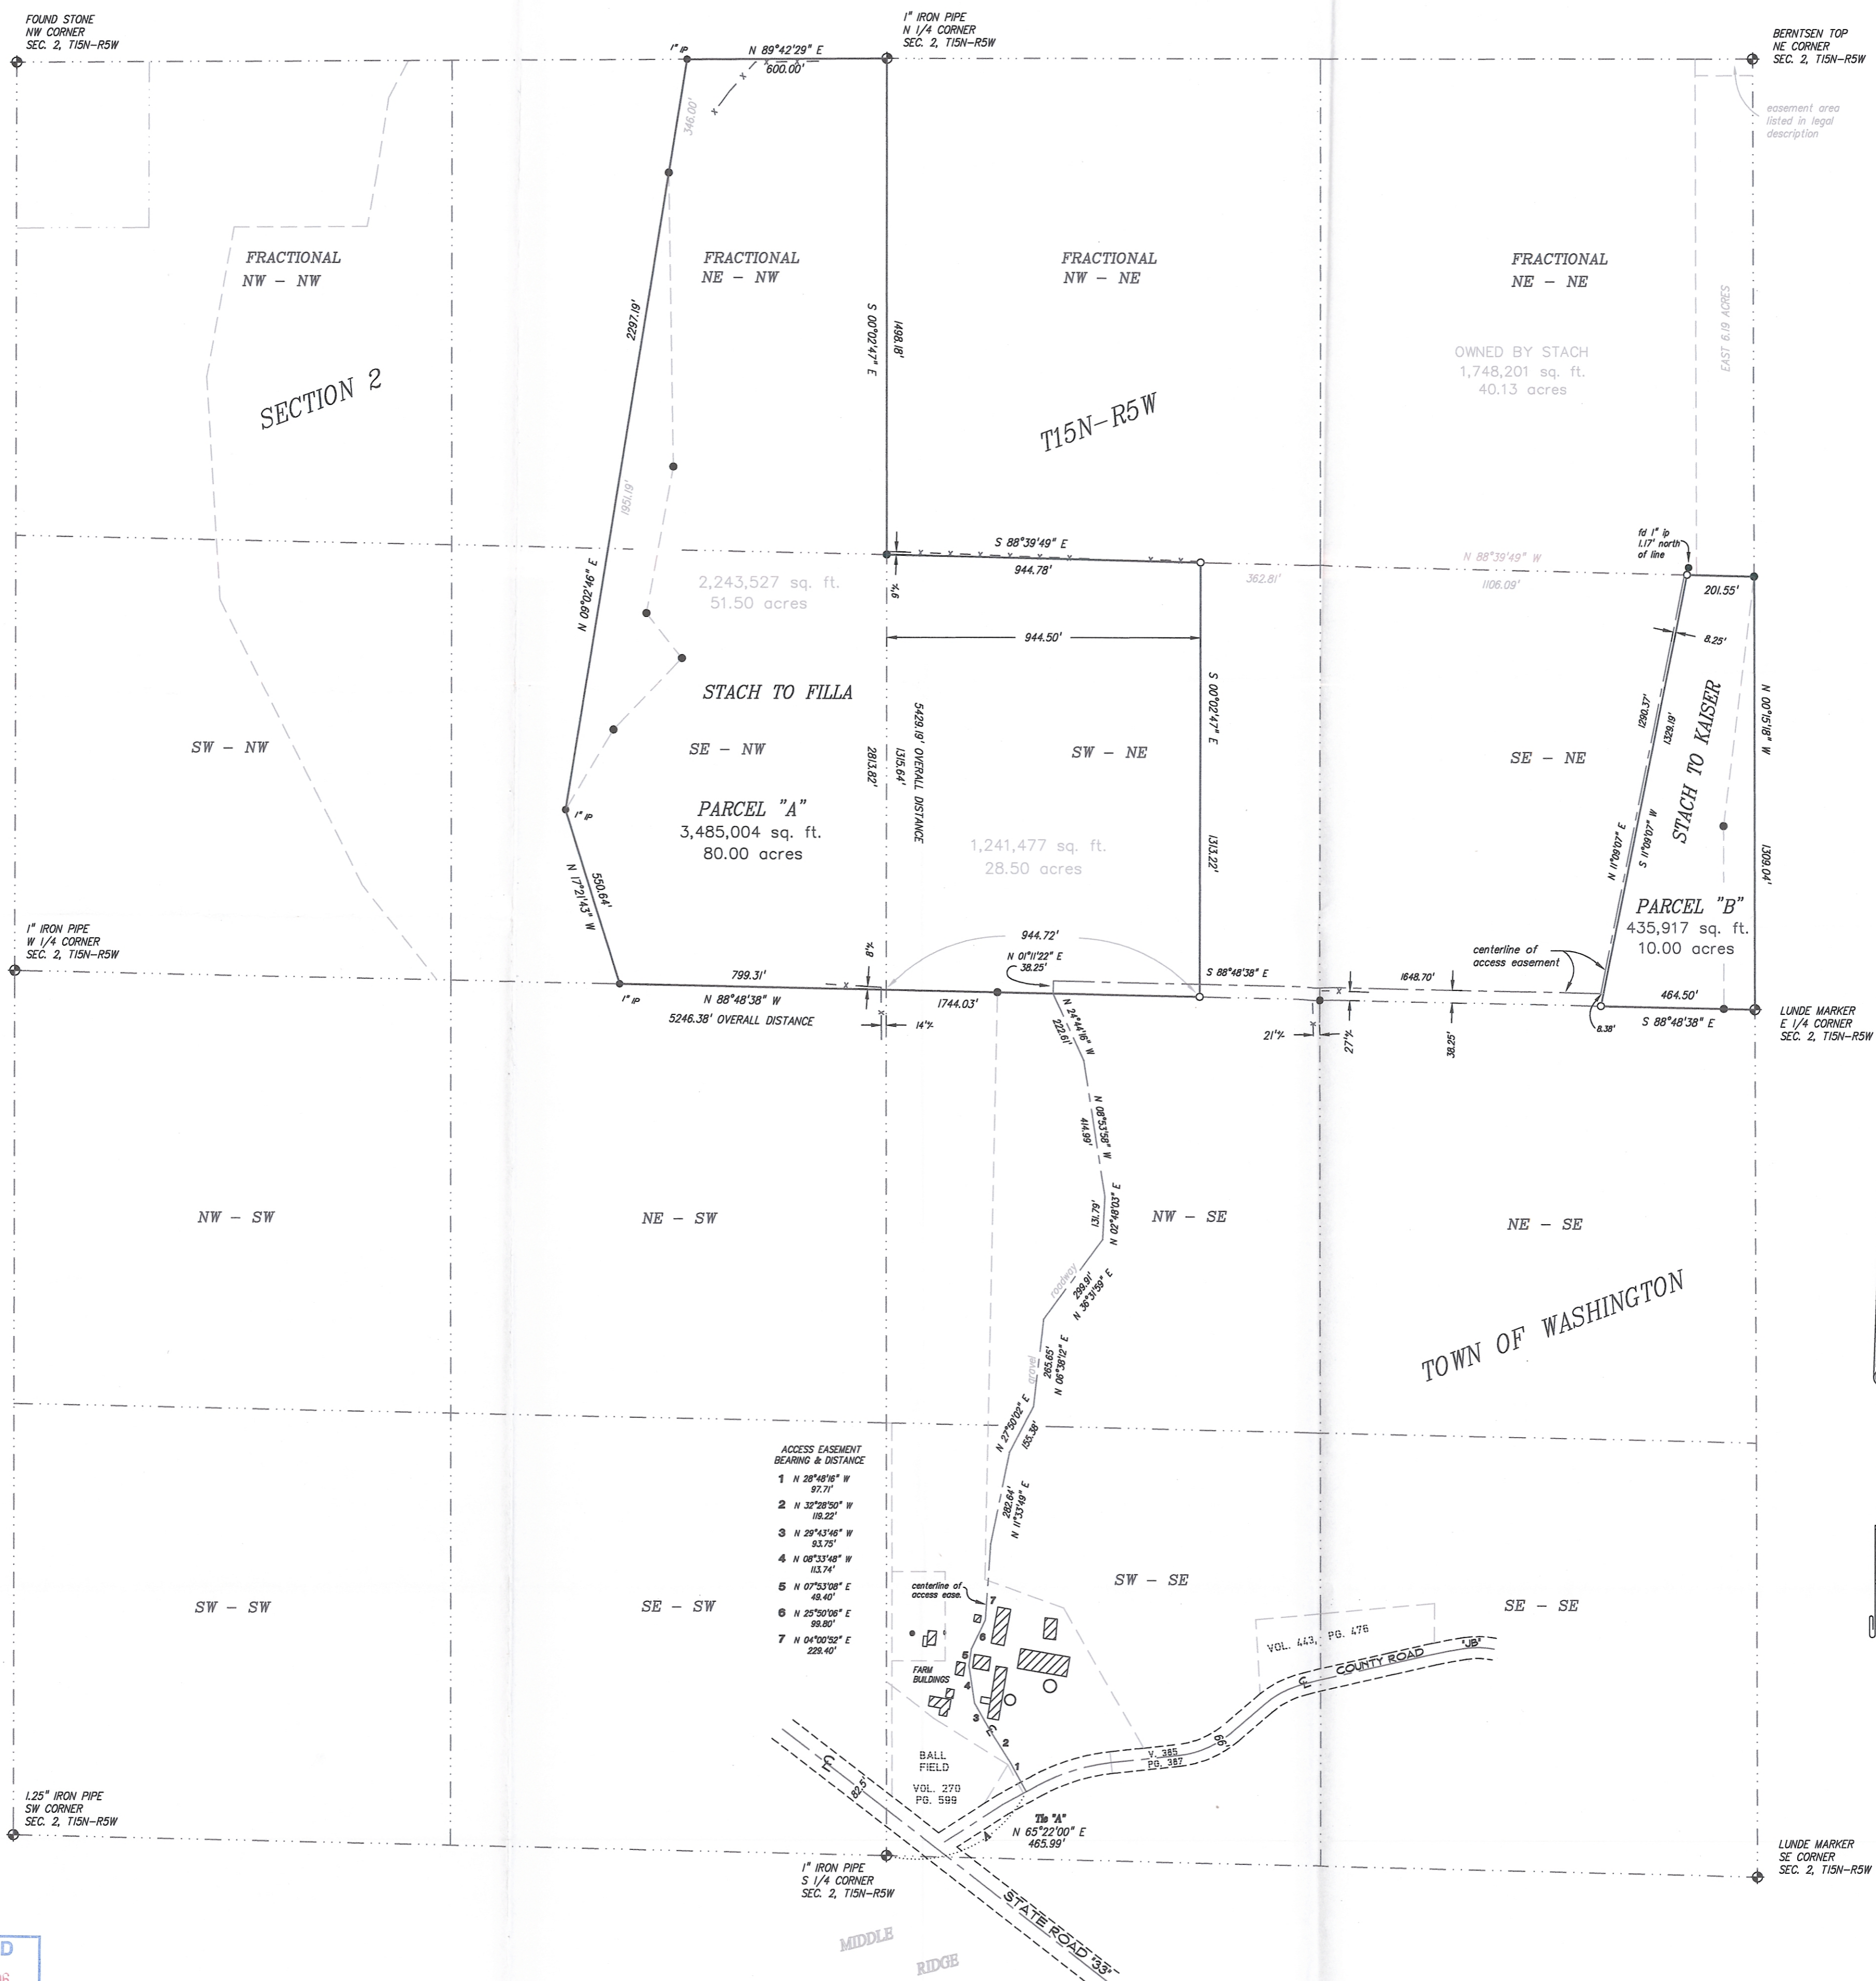 FOUND STONE
NW CORNER
SEC. 2, T15N-R5W
1" IRON PIPE
N 1/4 CORNER
SEC. 2, T15N-R5W
BERNTSEN TOP
NE CORNER
SEC. 2, T15N-R5W
1" IP
N 89°42'29" E
600.00'
346.00'
easement area
listed in legal
description
FRACTIONAL
NW - NW
FRACTIONAL
NE - NW
FRACTIONAL
NW - NE
FRACTIONAL
NE - NE
2297.19'
S 00°02'47" E
1498.18'
EAST 6.19 ACRES
OWNED BY STACH
1,748,201 sq. ft.
40.13 acres
SECTION 2
T15N-R5W
1951.19'
N 09°02'46" E
S 88°39'49" E
944.78'
fd 1" ip
1.17' north
of line
N 88°39'49" W
362.81'
1106.09'
201.55'
2,243,527 sq. ft.
51.50 acres
944.50'
8.25'
STACH TO FILLA
S 00°02'47" E
N 00°15'18" W
1290.37'
1329.19'
STACH TO KAISER
SW - NW
SE - NW
2813.82'
1315.64'
5429.19' OVERALL DISTANCE
SW - NE
SE - NE
PARCEL "A"
3,485,004 sq. ft.
80.00 acres
1" IP
1,241,477 sq. ft.
28.50 acres
1313.22'
N 11°09'07" E
S 11°09'07" W
1309.04'
550.64'
N 17°21'43" W
PARCEL "B"
435,917 sq. ft.
10.00 acres
1" IRON PIPE
W 1/4 CORNER
SEC. 2, T15N-R5W
944.72'
N 01°11'22" E
38.25'
centerline of
access easement
799.31'
S 88°48'38" E
1648.70'
1" IP
N 88°48'38" W
1744.03'
464.50'
5246.38' OVERALL DISTANCE
S 88°48'38" E
8.38'
LUNDE MARKER
E 1/4 CORNER
SEC. 2, T15N-R5W
N 24°44'16" W
222.61'
38.25'
N 08°53'58" W
414.99'
NW - SW
NE - SW
131.79'
N 02°48'03" E
NW - SE
NE - SE
roadway
299.91'
N 36°31'59" E
gravel
265.65'
N 06°38'12" E
TOWN OF WASHINGTON
N 27°50'02" E
155.38'
ACCESS EASEMENT
BEARING & DISTANCE
1 N 28°48'16" W
97.71'
2 N 32°28'50" W
119.22'
3 N 29°43'46" W
93.75'
4 N 08°33'48" W
113.74'
5 N 07°53'08" E
49.40'
6 N 25°50'06" E
99.80'
7 N 04°00'52" E
229.40'
282.64'
N 11°33'49" E
centerline of
access ease.
7
6
5
4
3
2
1
SW - SW
SE - SW
SW - SE
SE - SE
FARM
BUILDINGS
VOL. 443, PG. 476
COUNTY ROAD "JB"
66'
V. 385
PG. 387
BALL
FIELD
VOL. 270
PG. 599
82.5'
Tie "A"
N 65°22'00" E
465.99'
A
1.25" IRON PIPE
SW CORNER
SEC. 2, T15N-R5W
1" IRON PIPE
S 1/4 CORNER
SEC. 2, T15N-R5W
LUNDE MARKER
SE CORNER
SEC. 2, T15N-R5W
STATE ROAD "33"
MIDDLE
RIDGE